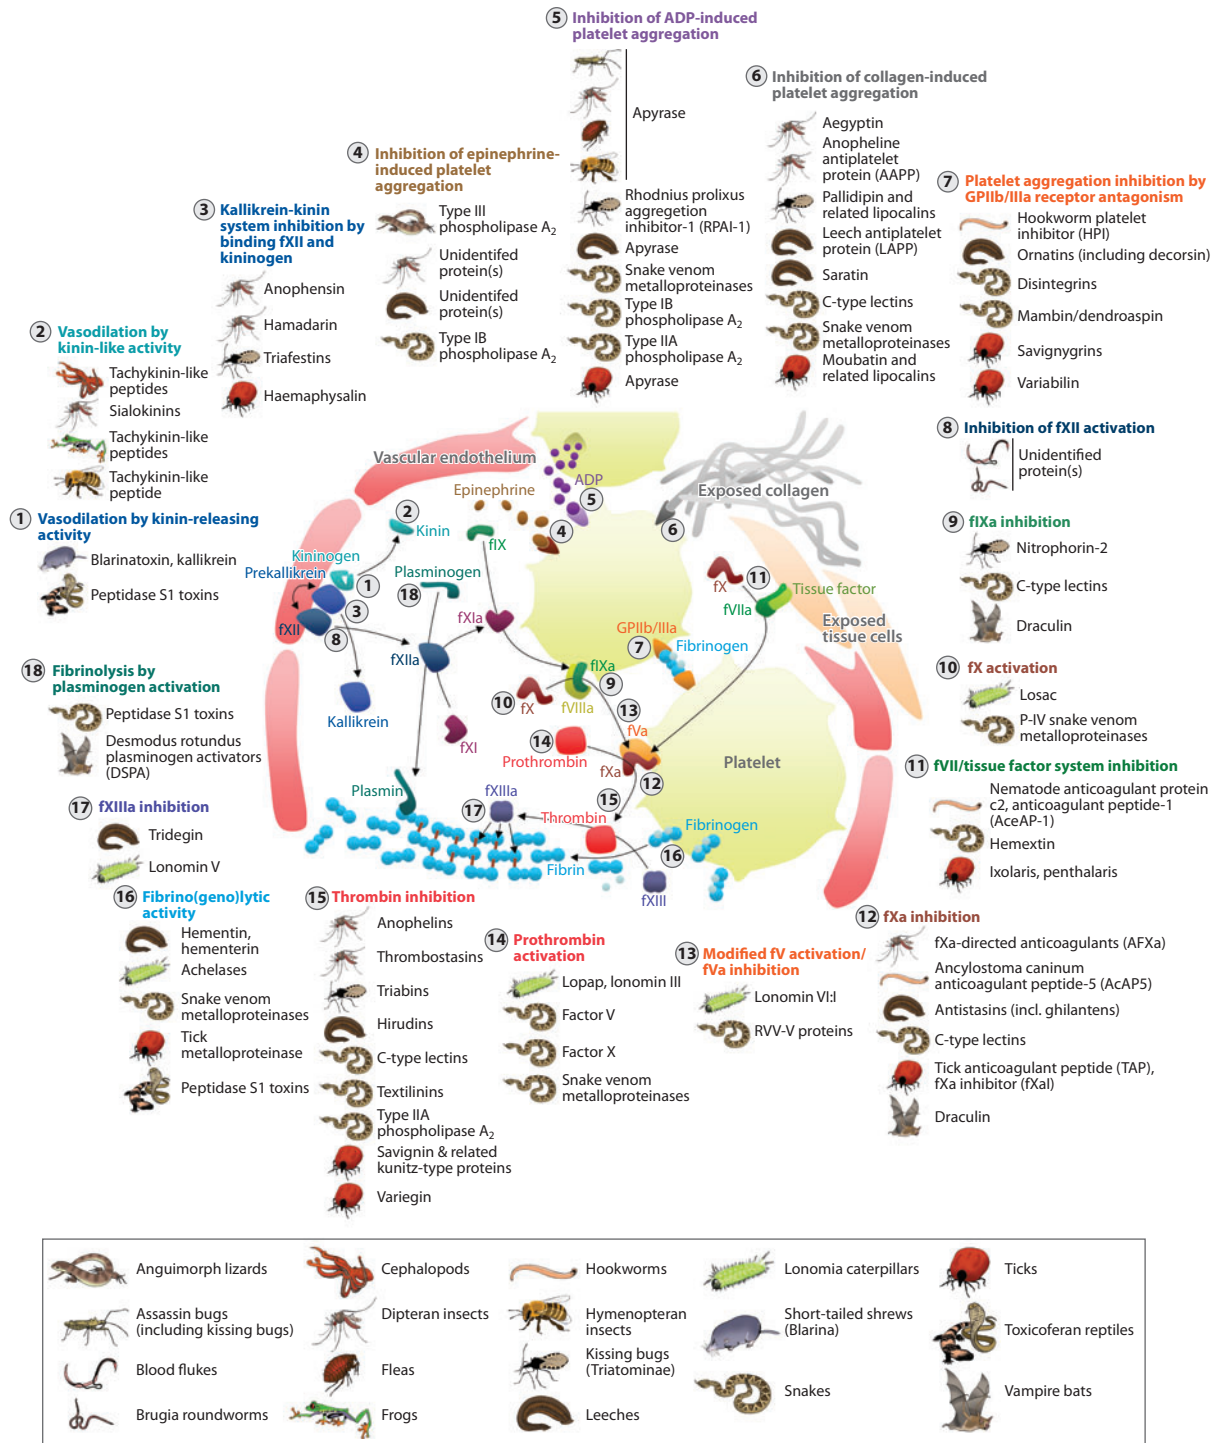 5 Inhibition of ADP-induced
platelet aggregation
Apyrase
Rhodnius prolixus
aggregetion
inhibitor-1 (RPAI-1)
Apyrase
Snake venom
metalloproteinases
Type IB
phospholipase A2
Type IIA
phospholipase A2
Apyrase
6 Inhibition of collagen-induced
platelet aggregation
Aegyptin
Anopheline
antiplatelet
protein (AAPP)
Pallidipin and
related lipocalins
Leech antiplatelet
protein (LAPP)
Saratin
C-type lectins
Snake venom
metalloproteinases
Moubatin and
related lipocalins
4 Inhibition of epinephrine-
induced platelet
aggregation
Type III
phospholipase A2
Unidentifed
protein(s)
Unidentifed
protein(s)
Type IB
phospholipase A2
7 Platelet aggregation inhibition by
GPIIb/IIIa receptor antagonism
Hookworm platelet
inhibitor (HPI)
Ornatins (including decorsin)
Disintegrins
Mambin/dendroaspin
Savignygrins
Variabilin
3 Kallikrein-kinin
system inhibition by
binding fXII and
kininogen
Anophensin
Hamadarin
Triafestins
Haemaphysalin
2 Vasodilation by
kinin-like activity
Tachykinin-like
peptides
Sialokinins
Tachykinin-like
peptides
Tachykinin-like
peptide
8 Inhibition of fXII activation
Unidentified
protein(s)
1 Vasodilation by kinin-releasing
activity
Blarinatoxin, kallikrein
Peptidase S1 toxins
9 fIXa inhibition
Nitrophorin-2
C-type lectins
Draculin
Vascular endothelium
ADP
5
Exposed collagen
6
Epinephrine
4
2
Kinin
fIX
Kininogen
Prekallikrein
1
Plasminogen
18
3
fXII
8
fXIa
fXIIa
fX
11
fVIIa
Tissue factor
Exposed
tissue cells
GPIIb/IIIa
7
Fibrinogen
fIXa
9
10
fX
fVIIIa
13
fVa
Kallikrein
fXI
14
Prothrombin
fXa
12
Platelet
Plasmin
17
fXIIIa
15
Thrombin
Fibrinogen
16
Fibrin
fXIII
18 Fibrinolysis by
plasminogen activation
Peptidase S1 toxins
Desmodus rotundus
plasminogen activators
(DSPA)
10 fX activation
Losac
P-IV snake venom
metalloproteinases
11 fVII/tissue factor system inhibition
Nematode anticoagulant protein
c2, anticoagulant peptide-1
(AceAP-1)
Hemextin
Ixolaris, penthalaris
17 fXIIIa inhibition
Tridegin
Lonomin V
16 Fibrino(geno)lytic
activity
Hementin,
hementerin
Achelases
Snake venom
metalloproteinases
Tick
metalloproteinase
Peptidase S1 toxins
15 Thrombin inhibition
Anophelins
Thrombostasins
Triabins
Hirudins
C-type lectins
Textilinins
Type IIA
phospholipase A2
Savignin & related
kunitz-type proteins
Variegin
14 Prothrombin
activation
Lopap, lonomin III
Factor V
Factor X
Snake venom
metalloproteinases
13 Modified fV activation/
fVa inhibition
Lonomin VI:I
RVV-V proteins
12 fXa inhibition
fXa-directed anticoagulants (AFXa)
Ancylostoma caninum
anticoagulant peptide-5 (AcAP5)
Antistasins (incl. ghilantens)
C-type lectins
Tick anticoagulant peptide (TAP),
fXa inhibitor (fXaI)
Draculin
Anguimorph lizards
Assassin bugs
(including kissing bugs)
Blood flukes
Brugia roundworms
Cephalopods
Dipteran insects
Fleas
Frogs
Hookworms
Hymenopteran
insects
Kissing bugs
(Triatominae)
Leeches
Lonomia caterpillars
Short-tailed shrews
(Blarina)
Snakes
Ticks
Toxicoferan reptiles
Vampire bats